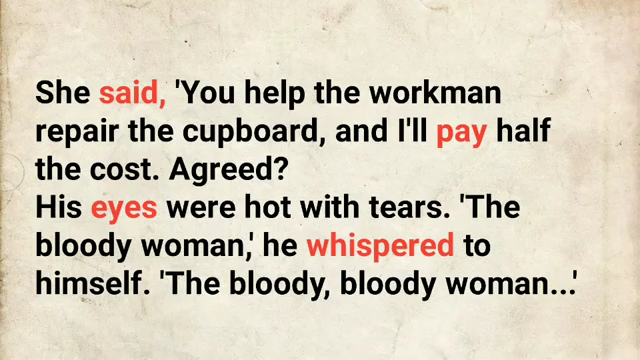 She said, 'You help the workman
repair the cupboard, and I'll pay half
the cost. Agreed?
His eyes were hot with tears. 'The
bloody woman,' he whispered to
himself. 'The bloody, bloody woman...'